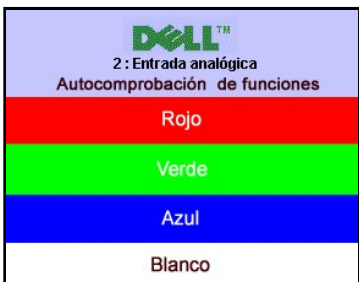 DELL™
2 : Entrada analógica
Autocomprobación de funciones
Rojo
Verde
Azul
Blanco